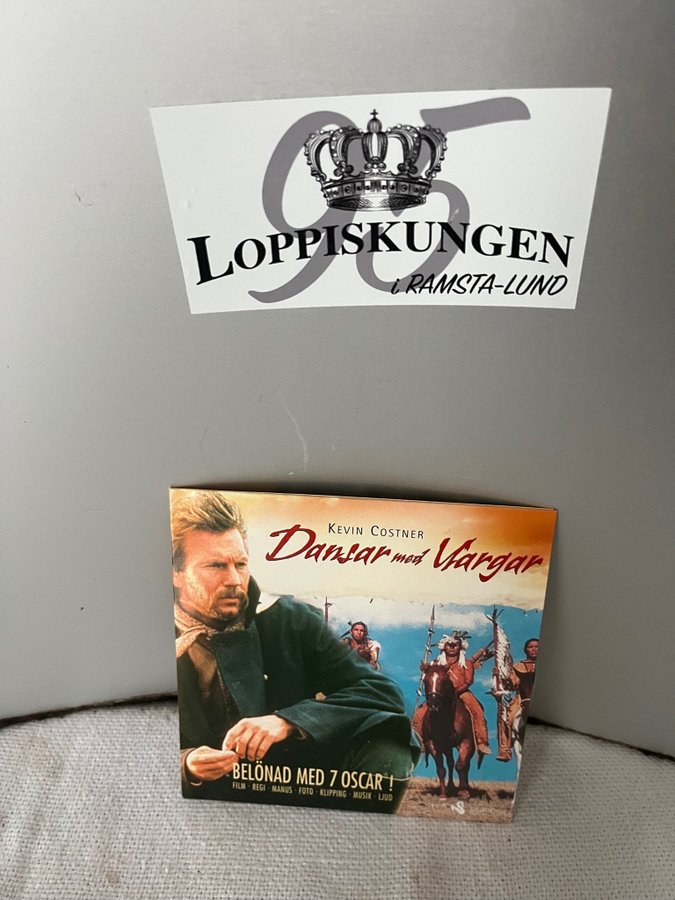 95
LOPPISKUNGEN
i RAMSTA-LUND
KEVIN COSTNER
Dansar med Vargar
BELÖNAD MED 7 OSCAR !
FILM · REGI · MANUS · FOTO · KLIPPING · MUSIK · LJUD